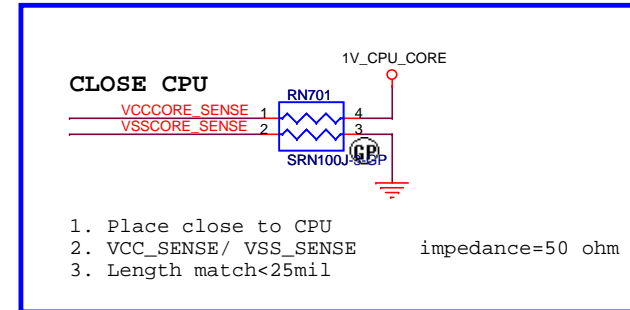 1V_CPU_CORE
CLOSE CPU
RN701
VCCCORE_SENSE 1 4
VSSCORE_SENSE 2 3
GP
SRN100J-3-GP
1. Place close to CPU
2. VCC_SENSE/ VSS_SENSE impedance=50 ohm
3. Length match<25mil